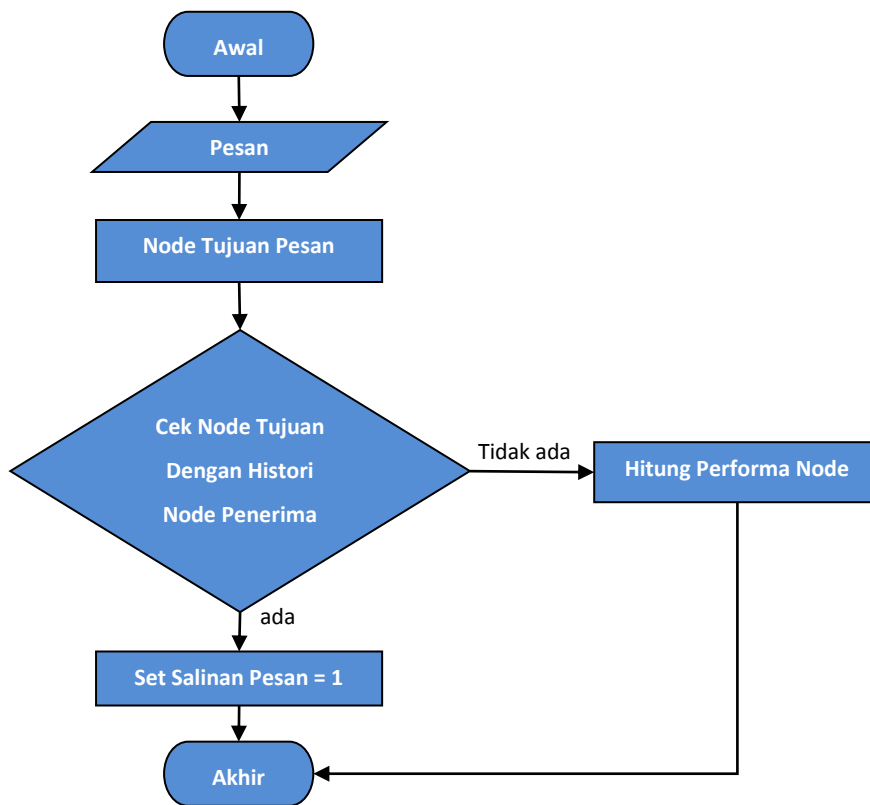 Awal
Pesan
Node Tujuan Pesan
Cek Node Tujuan
Dengan Histori
Node Penerima
Tidak ada
Hitung Performa Node
ada
Set Salinan Pesan = 1
Akhir